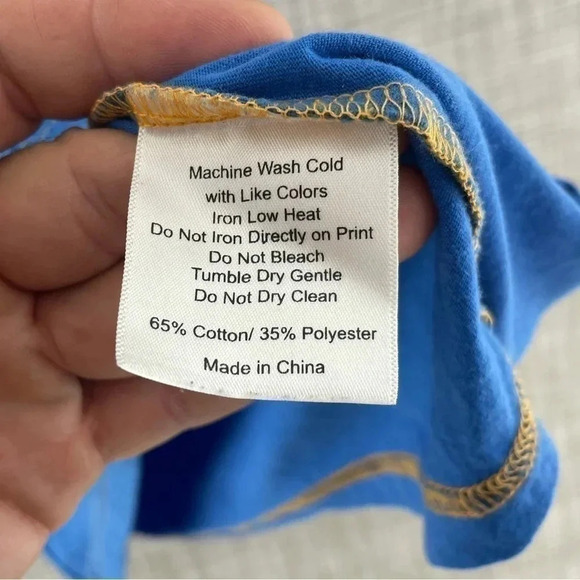 Machine Wash Cold
with Like Colors
Iron Low Heat
Do Not Iron Directly on Print
Do Not Bleach
Tumble Dry Gentle
Do Not Dry Clean
65% Cotton/ 35% Polyester
Made in China